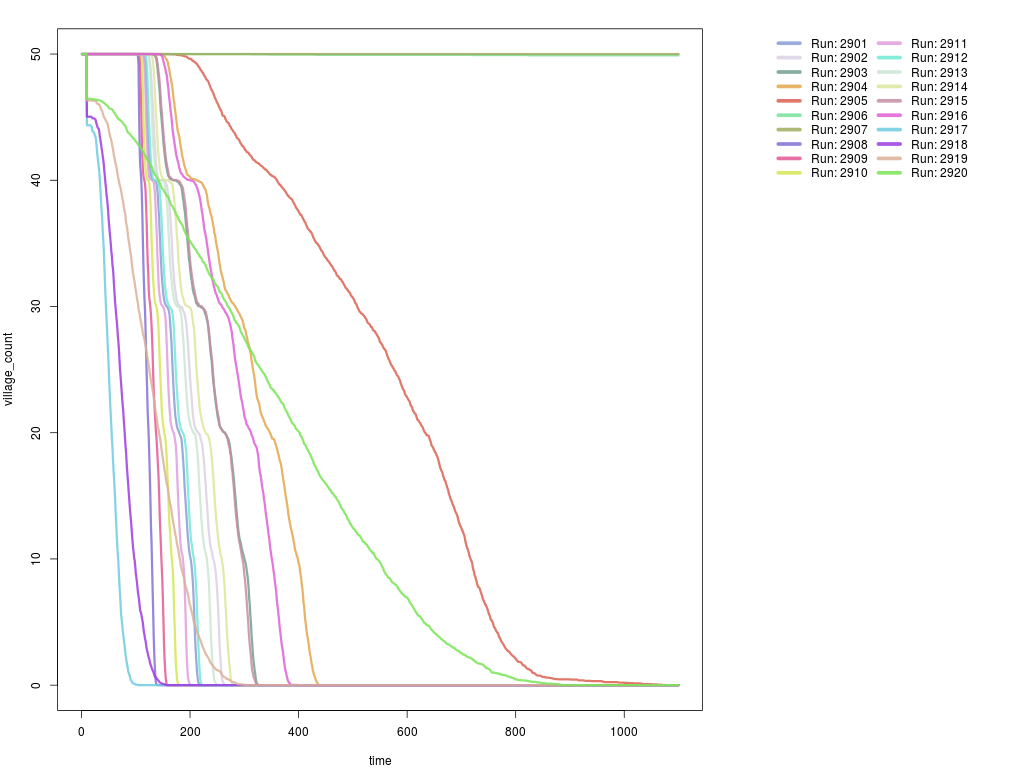 50
40
30
20
10
0
village_count
0 200 400 600 800 1000
time
Run: 2901 Run: 2911
Run: 2902 Run: 2912
Run: 2903 Run: 2913
Run: 2904 Run: 2914
Run: 2905 Run: 2915
Run: 2906 Run: 2916
Run: 2907 Run: 2917
Run: 2908 Run: 2918
Run: 2909 Run: 2919
Run: 2910 Run: 2920